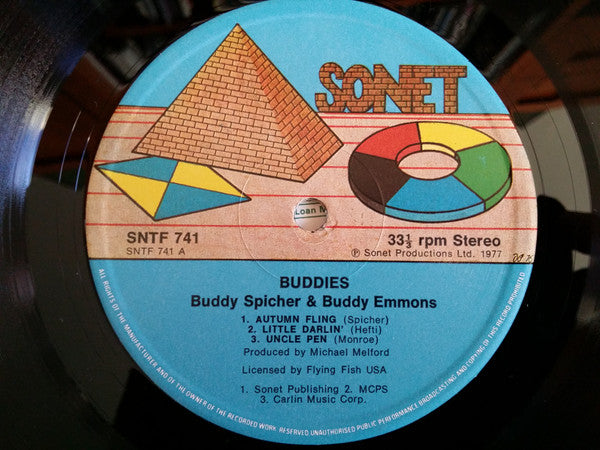 SONET
Loan
SNTF 741
SNTF 741 A
33⅓ rpm Stereo
℗ Sonet Productions Ltd. 1977
BUDDIES
Buddy Spicher & Buddy Emmons
1. AUTUMN FLING (Spicher)
2. LITTLE DARLIN' (Hefti)
3. UNCLE PEN (Monroe)
Produced by Michael Melford
Licensed by Flying Fish USA
1. Sonet Publishing 2. MCPS
3. Carlin Music Corp.
ALL RIGHTS OF THE MANUFACTURER AND OF THE OWNER OF THE RECORDED WORK RESERVED. UNAUTHORISED PUBLIC PERFORMANCE BROADCASTING AND COPYING OF THIS RECORD PROHIBITED